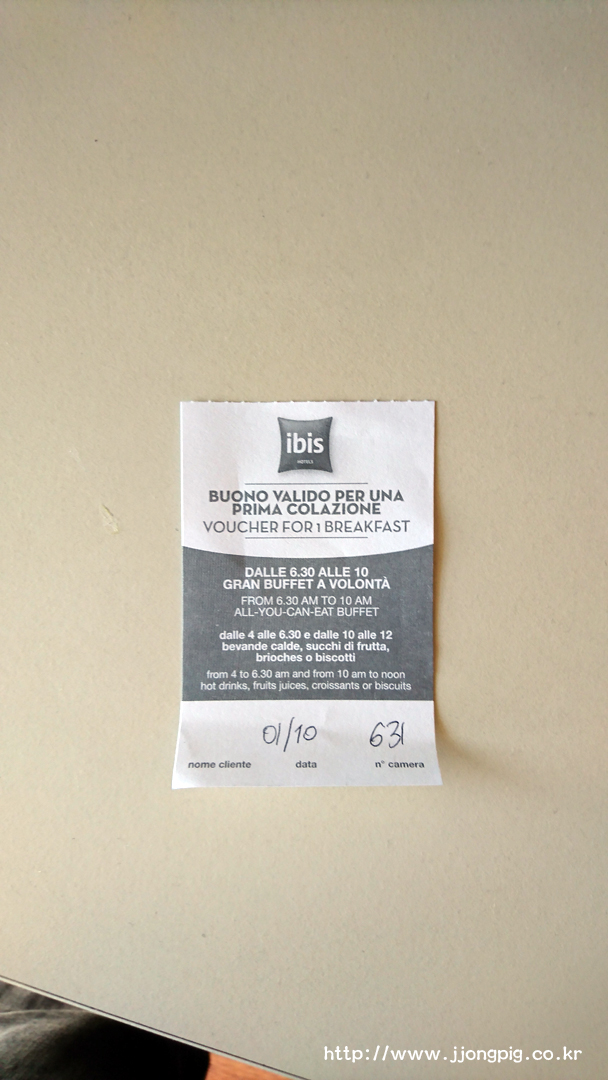 ibis
HOTELS
BUONO VALIDO PER UNA
PRIMA COLAZIONE
VOUCHER FOR 1 BREAKFAST
DALLE 6.30 ALLE 10
GRAN BUFFET A VOLONTÀ
FROM 6.30 AM TO 10 AM
ALL-YOU-CAN-EAT BUFFET
dalle 4 alle 6.30 e dalle 10 alle 12
bevande calde, succhi di frutta,
brioches o biscotti
from 4 to 6.30 am and from 10 am to noon
hot drinks, fruits juices, croissants or biscuits
01/10 631
nome cliente data n° camera
http://www.jjongpig.co.kr